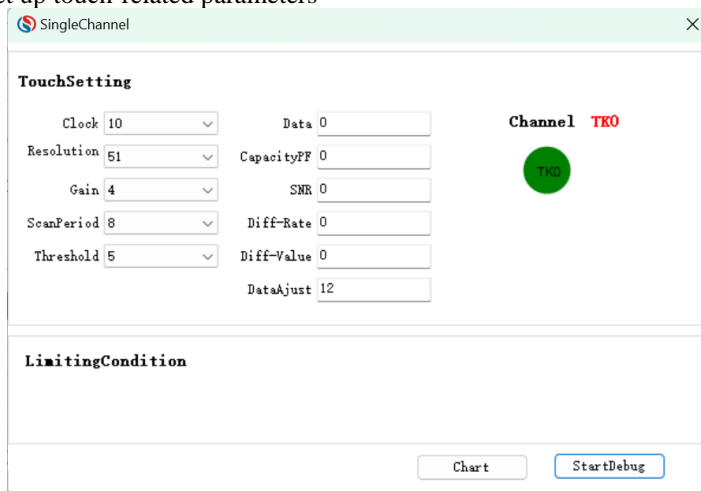 et up touch-related parameters
SingleChannel
TouchSetting
Clock 10
Resolution 51
Gain 4
ScanPeriod 8
Threshold 5
Data 0
CapacityPF 0
SNR 0
Diff-Rate 0
Diff-Value 0
DataAjust 12
Channel TK0
TK0
LimitingCondition
Chart StartDebug